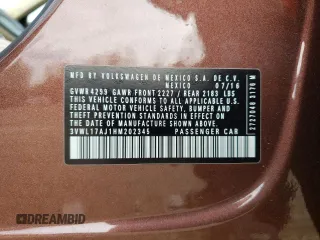 MFD. BY VOLKSWAGEN DE MEXICO S.A. DE C.V.
MEXICO 07/16
GVWR 4299 GAWR FRONT 2227 / REAR 2183 LBS
THIS VEHICLE CONFORMS TO ALL APPLICABLE
FEDERAL MOTOR VEHICLE SAFETY, BUMPER AND
THEFT PREVENTION STANDARDS IN EFFECT ON THE
DATE OF MANUFACTURE SHOWN ABOVE.
3VWL17AJ1HM202345 PASSENGER CAR
DREAMBID